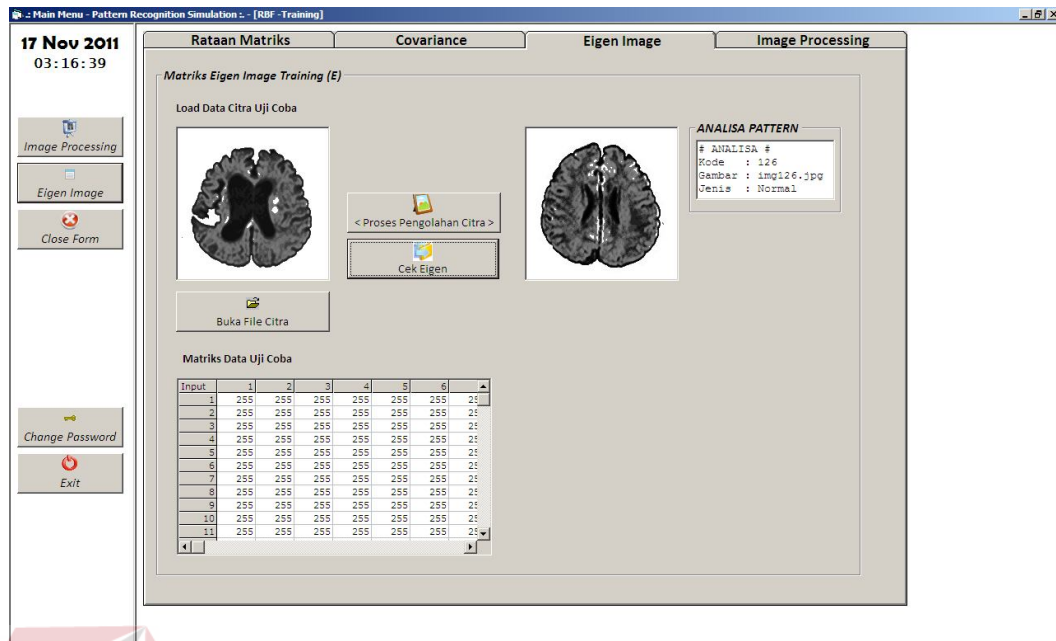 .: Main Menu - Pattern Recognition Simulation :. - [RBF -Training]
17 Nov 2011
03:16:39
Image Processing
Eigen Image
Close Form
Change Password
Exit
Rataan Matriks
Covariance
Eigen Image
Image Processing
Matriks Eigen Image Training (E)
Load Data Citra Uji Coba
< Proses Pengolahan Citra >
Cek Eigen
Buka File Citra
ANALISA PATTERN
# ANALISA #
Kode : 126
Gambar : img126.jpg
Jenis : Normal
Matriks Data Uji Coba
Input 1 2 3 4 5 6
1 255 255 255 255 255 255
2 255 255 255 255 255 255
3 255 255 255 255 255 255
4 255 255 255 255 255 255
5 255 255 255 255 255 255
6 255 255 255 255 255 255
7 255 255 255 255 255 255
8 255 255 255 255 255 255
9 255 255 255 255 255 255
10 255 255 255 255 255 255
11 255 255 255 255 255 255